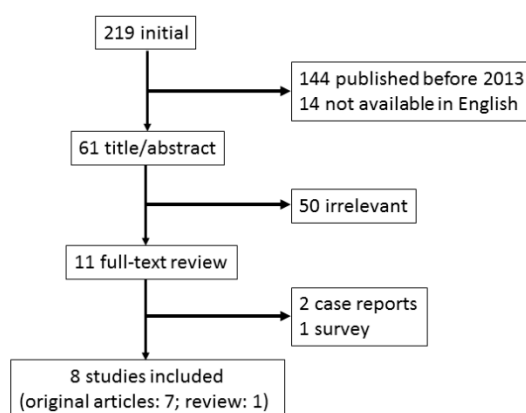 219 initial
144 published before 2013
14 not available in English
61 title/abstract
50 irrelevant
11 full-text review
2 case reports
1 survey
8 studies included
(original articles: 7; review: 1)